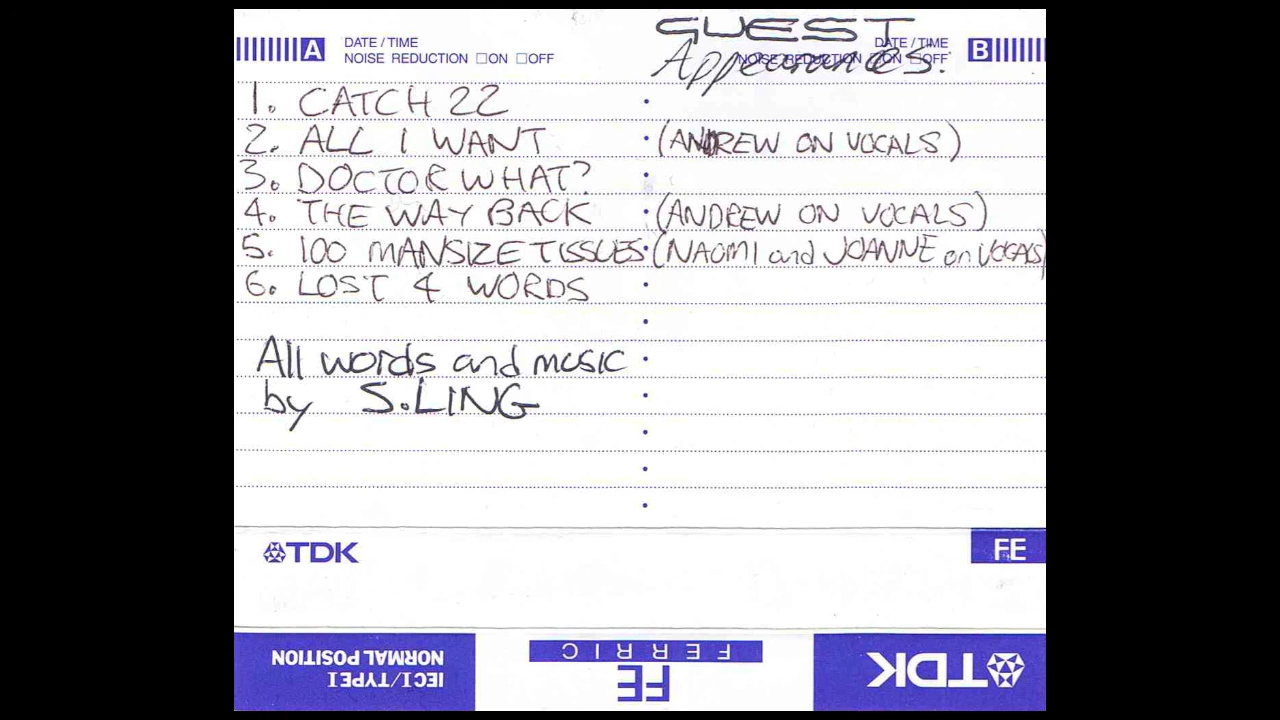 A DATE / TIME GUEST DATE / TIME B
NOISE REDUCTION ON OFF Appearances: NOISE REDUCTION ON OFF
1. CATCH 22
2. ALL I WANT (ANDREW ON VOCALS)
3. DOCTOR WHAT?
4. THE WAY BACK (ANDREW ON VOCALS)
5. 100 MANSIZE TISSUES (NAOMI and JOANNE on VOCALS)
6. LOST 4 WORDS
All words and music
by S.LING
TDK FE
IEC I/TYPE I FE TDK
NORMAL POSITION FERRIC